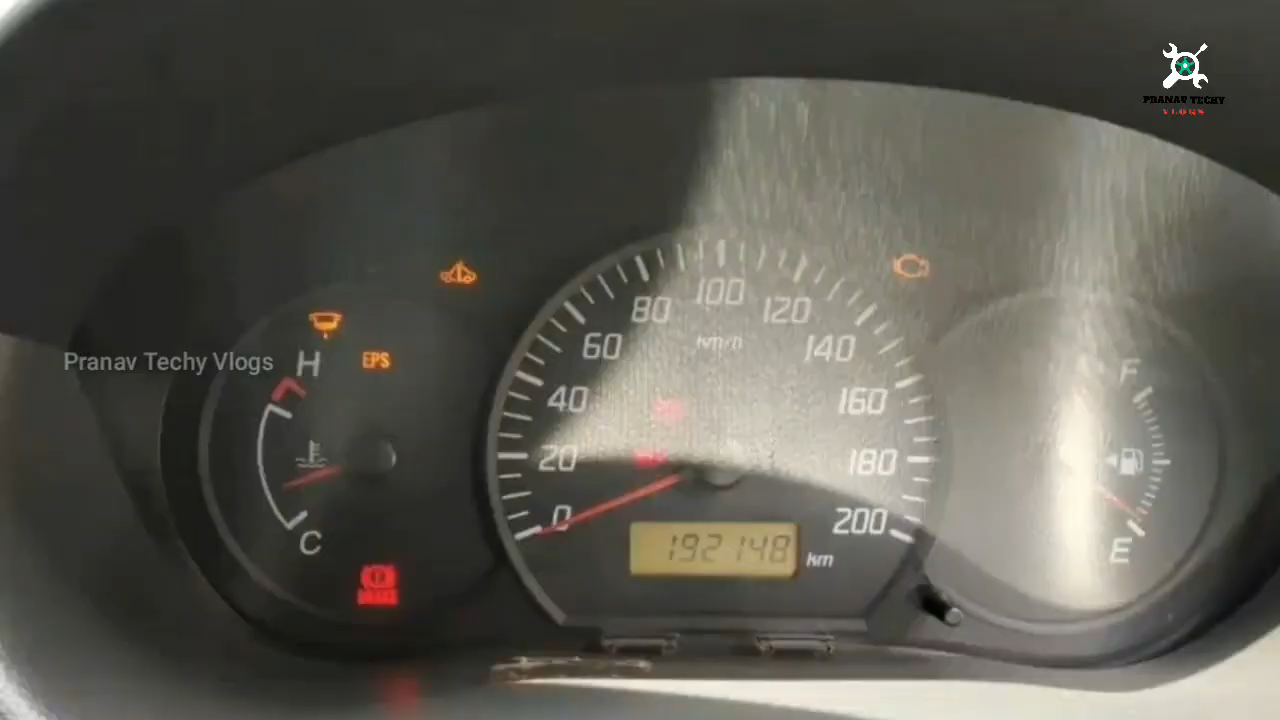 PRANAV TECHY
VLOGS
Pranav Techy Vlogs
H
EPS
C
0
20
40
60
80
100
120
140
160
180
200
km/h
192148 km
F
E